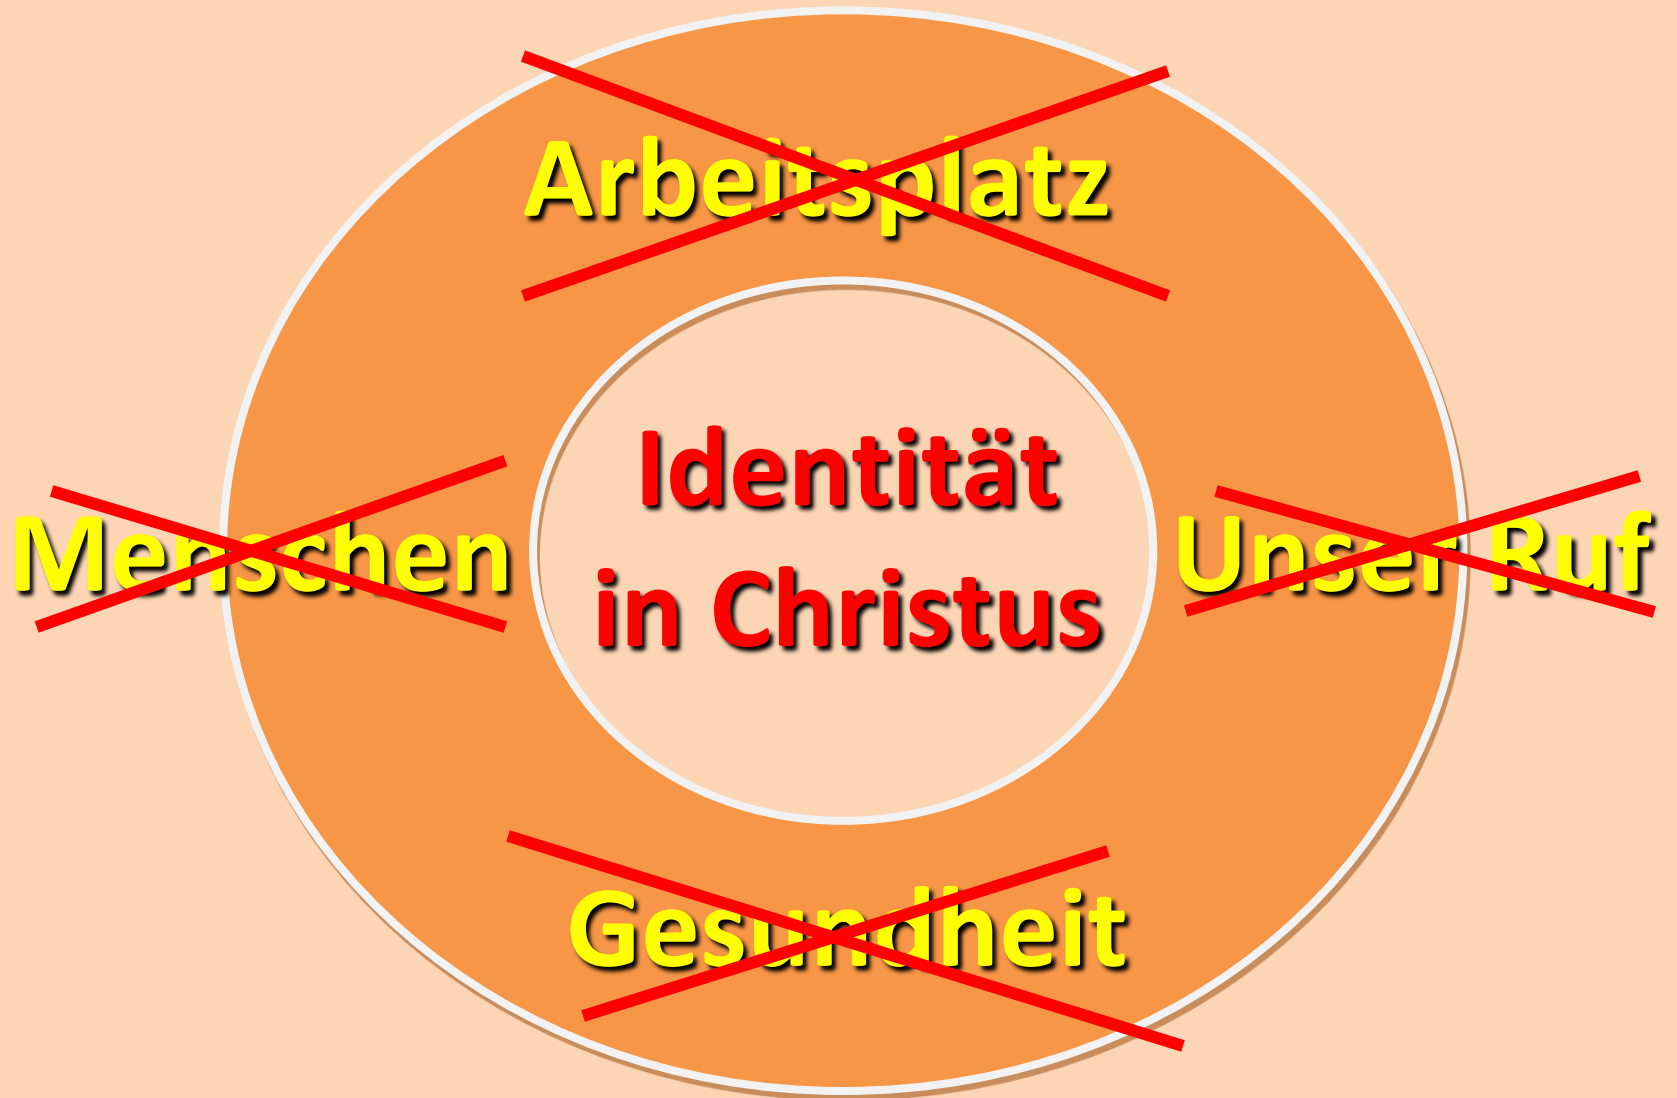 Arbeitsplatz
Identität
in Christus
Menschen
Unser Ruf
Gesundheit